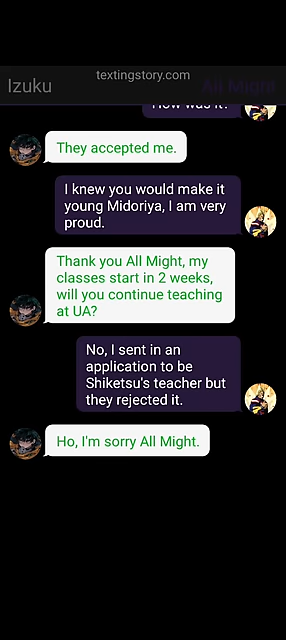 textingstory.com
Izuku
All Might
How was it?
They accepted me.
I knew you would make it
young Midoriya, I am very
proud.
Thank you All Might, my
classes start in 2 weeks,
will you continue teaching
at UA?
No, I sent in an
application to be
Shiketsu's teacher but
they rejected it.
Ho, I'm sorry All Might.